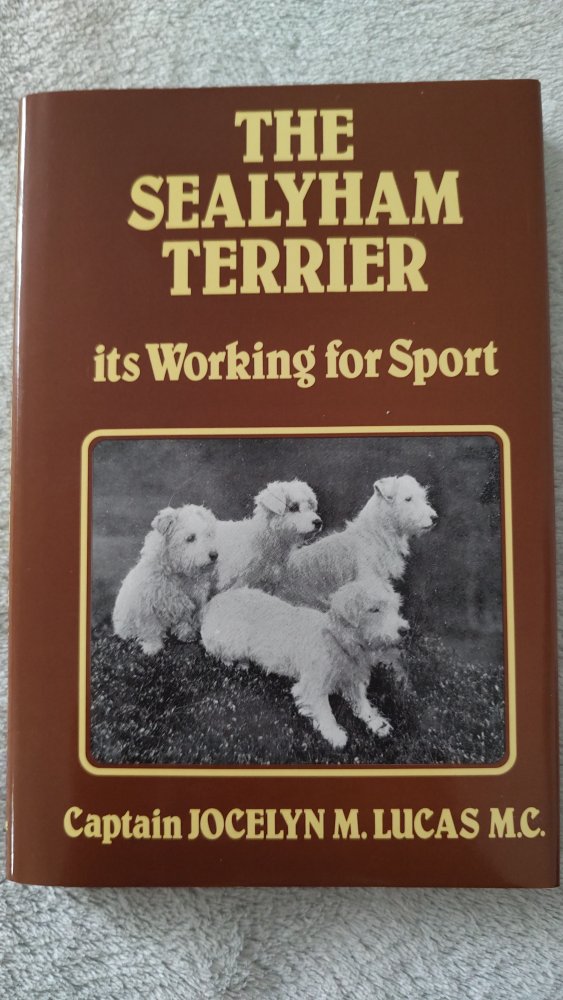 THE
SEALYHAM
TERRIER
its Working for Sport
Captain JOCELYN M. LUCAS M.C.